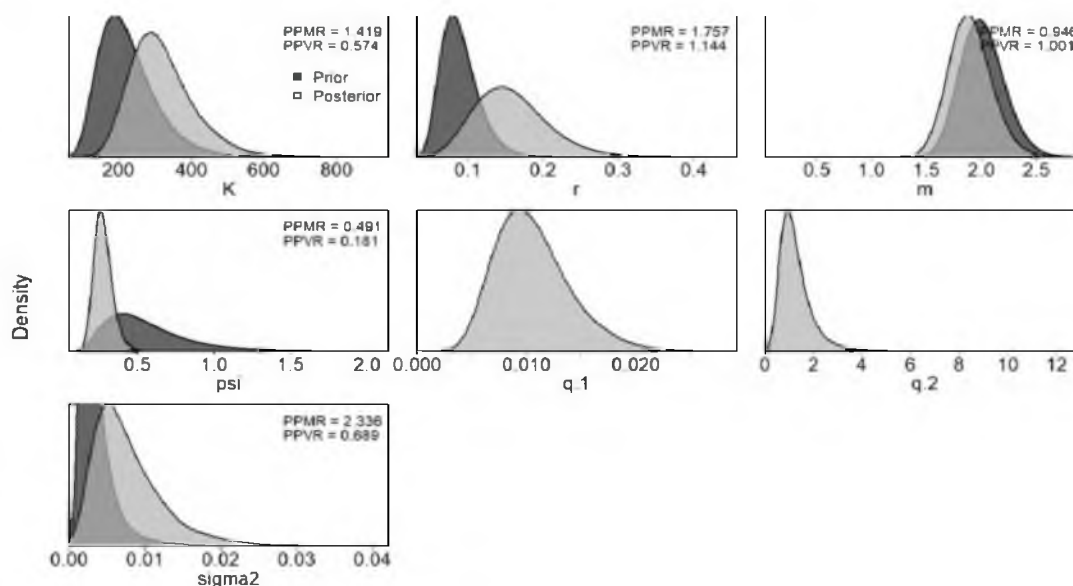 PPMR = 1.419
PPVR = 0.574
Prior
Posterior
200 400 600 800
K
PPMR = 1.757
PPVR = 1.144
0.1 0.2 0.3 0.4
r
PPMR = 0.946
PPVR = 1.001
0.5 1.0 1.5 2.0 2.5
m
Density
PPMR = 0.491
PPVR = 0.181
0.5 1.0 1.5 2.0
psi
0.000 0.010 0.020
q.1
0 2 4 6 8 10 12
q.2
PPMR = 2.336
PPVR = 0.689
0.00 0.01 0.02 0.03 0.04
sigma2